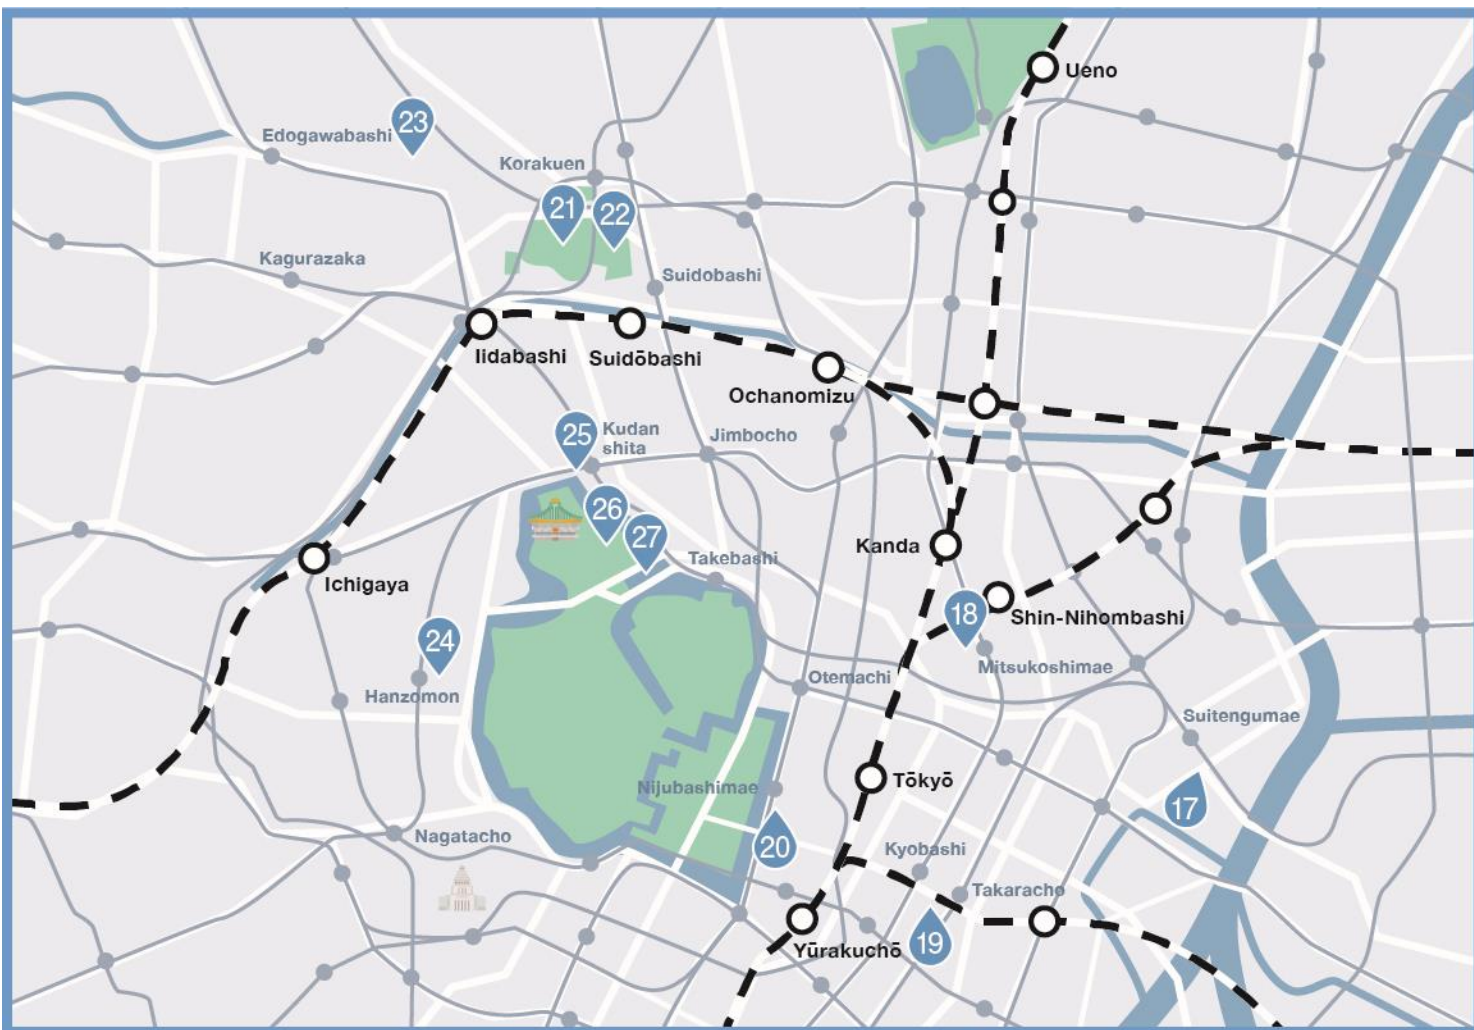 Ueno
23
Edogawabashi
Korakuen
21
22
Kagurazaka
Suidobashi
Iidabashi
Suidōbashi
Ochanomizu
25
Kudan
shita
Jimbocho
26
27
Takebashi
Kanda
Ichigaya
18
Shin-Nihombashi
24
Mitsukoshimae
Hanzomon
Otemachi
Suitengumae
Nijubashimae
Tōkyō
17
Nagatacho
20
Kyobashi
Takaracho
19
Yūrakuchō